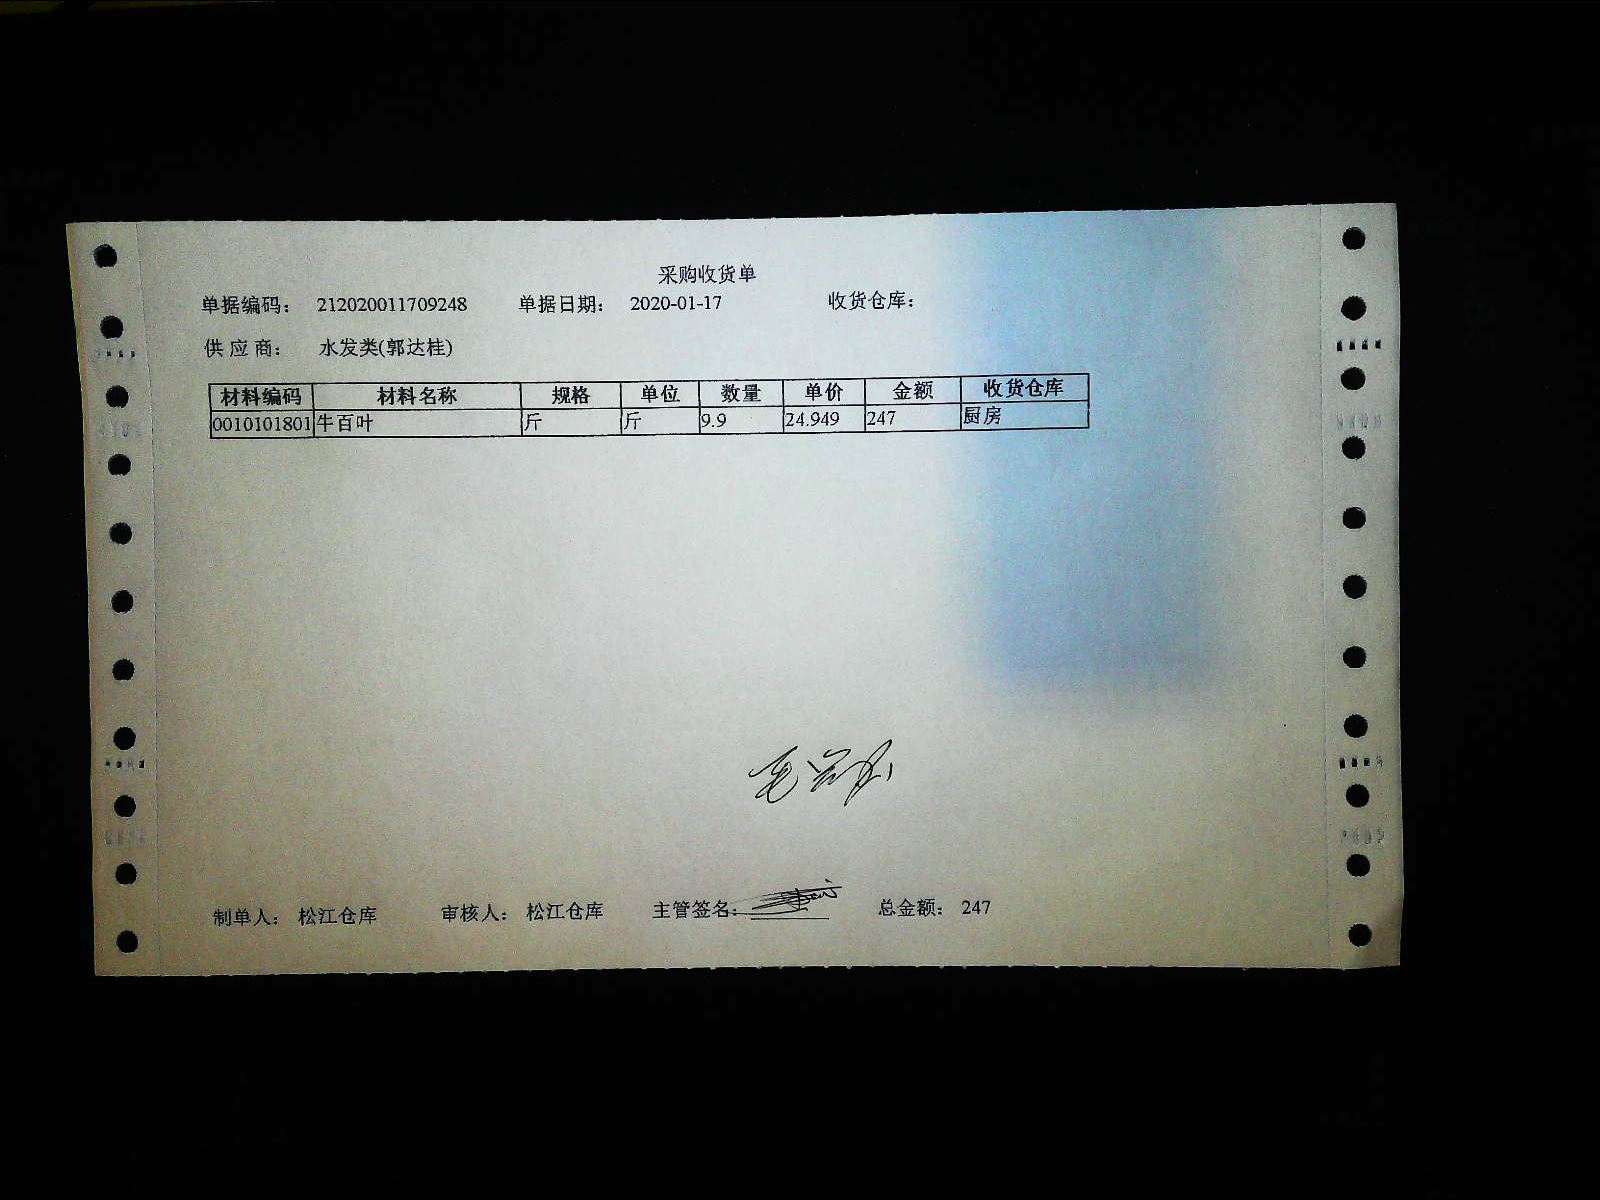 采购收货单
单据编码： 212020011709248 单据日期： 2020-01-17 收货仓库：
供 应 商： 水发类(郭达桂)
材料编码 材料名称 规格 单位 数量 单价 金额 收货仓库
0010101801 牛百叶 斤 斤 9.9 24.949 247 厨房
制单人： 松江仓库 审核人： 松江仓库 主管签名： 总金额： 247